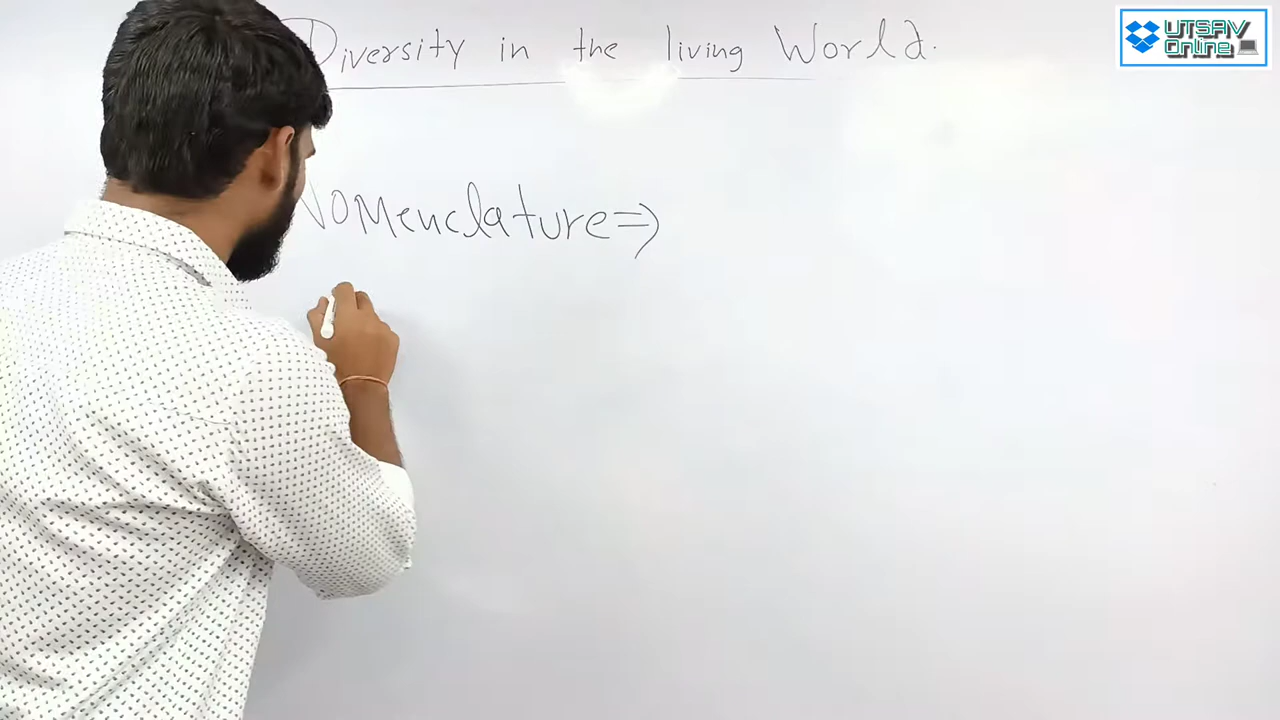 Diversity in the living World.
Nomenclature ⇒
UTSAV
Online